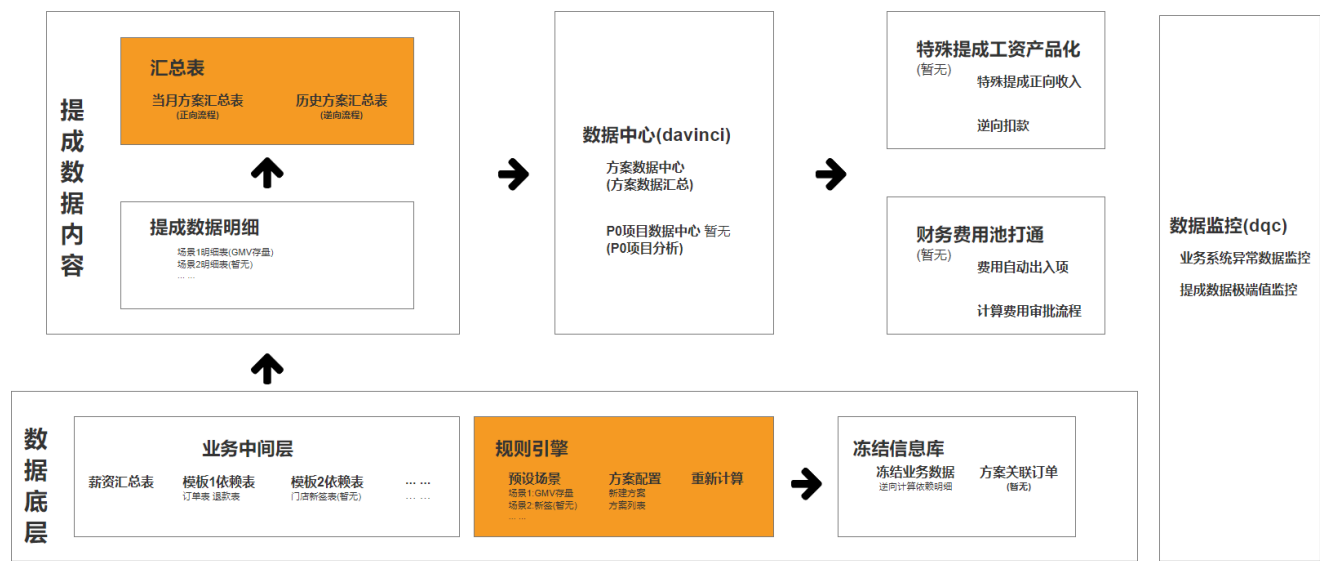 提成数据内容
汇总表
当月方案汇总表
(正向流程)
历史方案汇总表
(逆向流程)
提成数据明细
场景1明细表(GMV存量)
场景2明细表(暂无)
... ...
数据中心(davinci)
方案数据中心
(方案数据汇总)
P0项目数据中心 暂无
(P0项目分析)
特殊提成工资产品化
(暂无)
特殊提成正向收入
逆向扣款
财务费用池打通
(暂无)
费用自动出入项
计算费用审批流程
数据监控(dqc)
业务系统异常数据监控
提成数据极端值监控
数据底层
业务中间层
薪资汇总表
模板1依赖表
订单表 退款表
模板2依赖表
门店新签表(暂无)
... ...
... ...
规则引擎
预设场景
场景1:GMV存量
场景2:新签(暂无)
... ...
方案配置
新建方案
方案列表
重新计算
冻结信息库
冻结业务数据
逆向计算依赖明细
方案关联订单
(暂无)